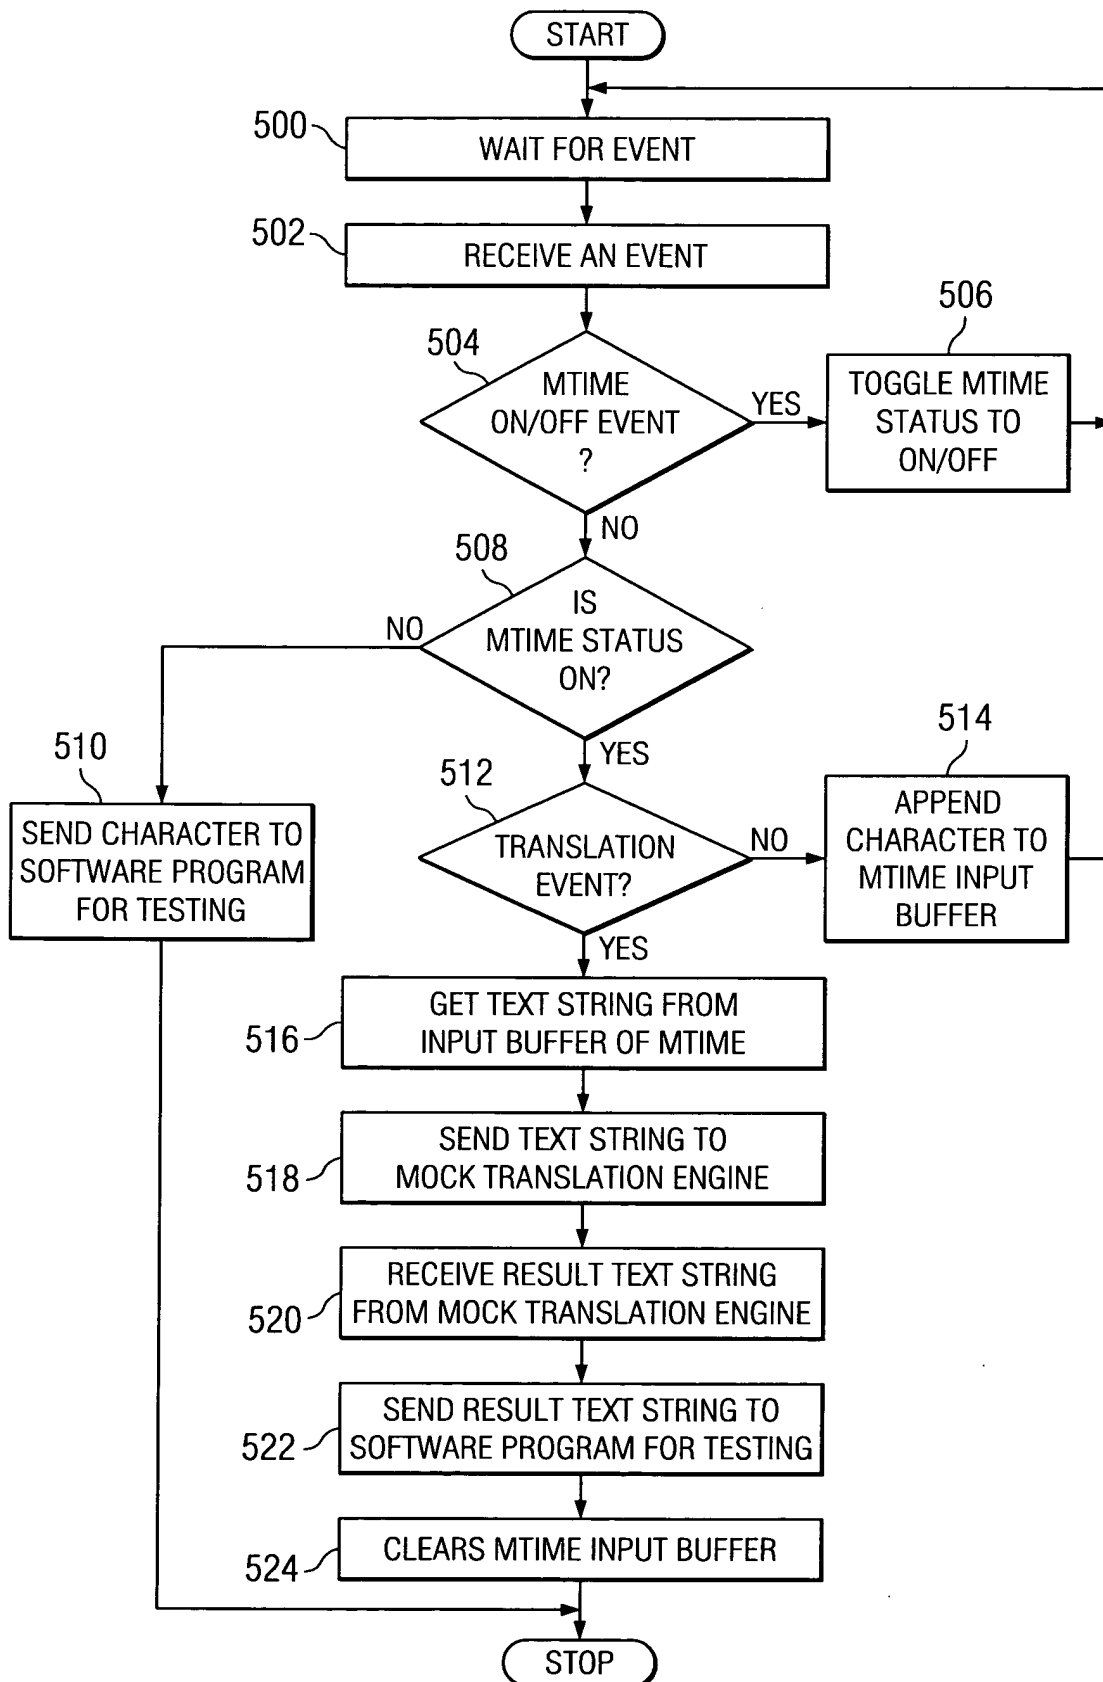 START
500
WAIT FOR EVENT
502
RECEIVE AN EVENT
504
MTIME
ON/OFF EVENT
?
YES
506
TOGGLE MTIME
STATUS TO
ON/OFF
NO
508
IS
MTIME STATUS
ON?
NO
510
SEND CHARACTER TO
SOFTWARE PROGRAM
FOR TESTING
YES
512
TRANSLATION
EVENT?
NO
514
APPEND
CHARACTER TO
MTIME INPUT
BUFFER
YES
516
GET TEXT STRING FROM
INPUT BUFFER OF MTIME
518
SEND TEXT STRING TO
MOCK TRANSLATION ENGINE
520
RECEIVE RESULT TEXT STRING
FROM MOCK TRANSLATION ENGINE
522
SEND RESULT TEXT STRING TO
SOFTWARE PROGRAM FOR TESTING
524
CLEARS MTIME INPUT BUFFER
STOP